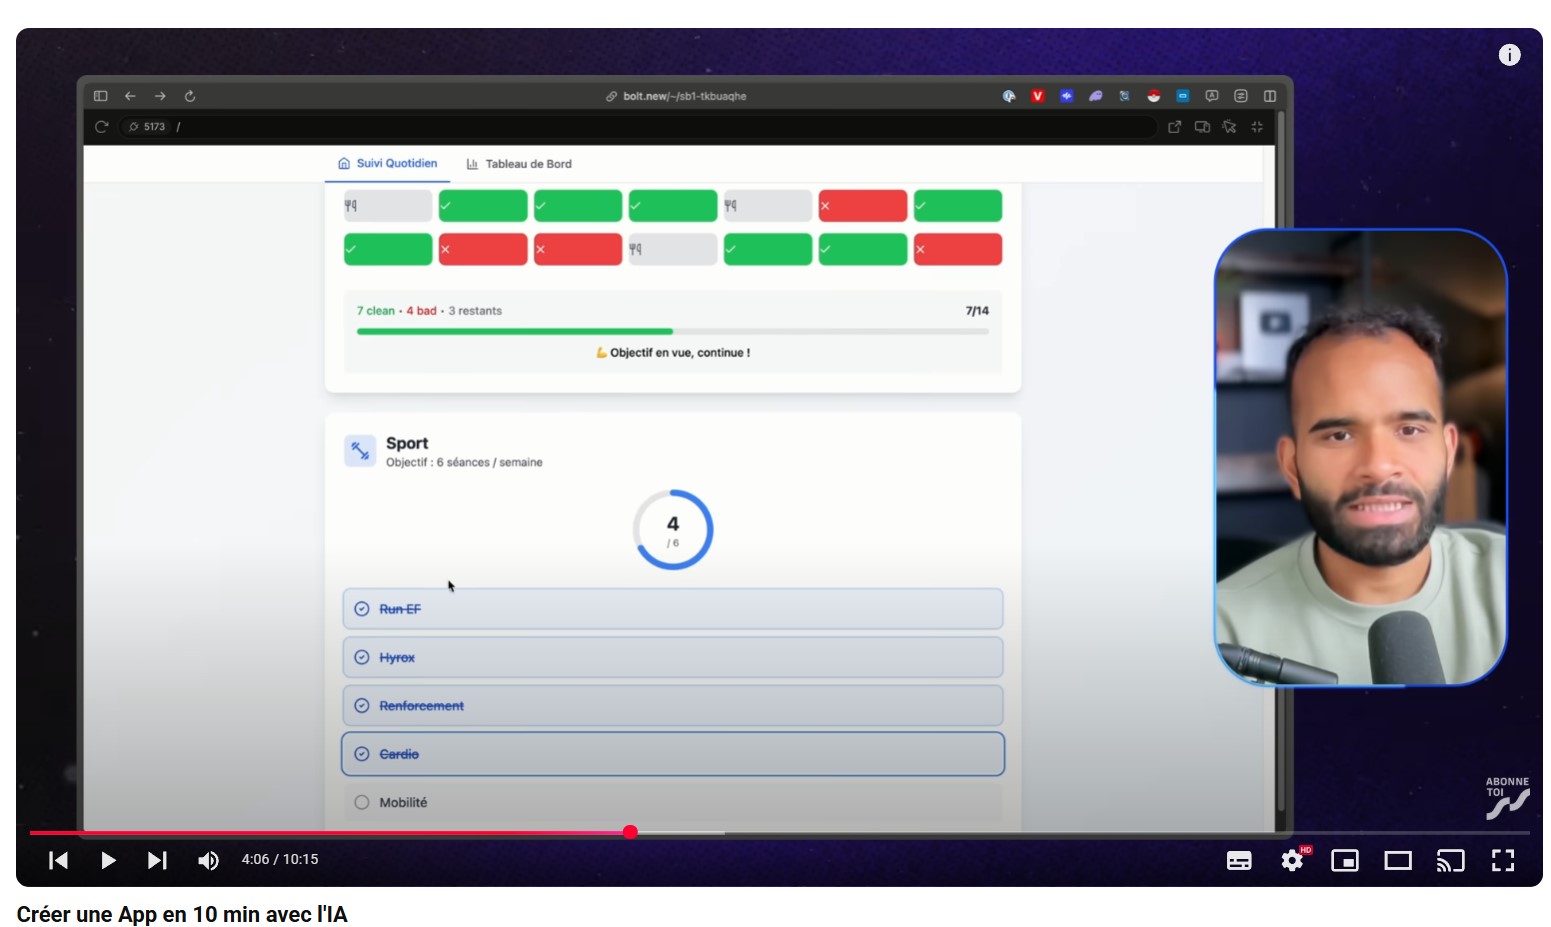 bolt.new/~/sb1-tkbuaqhe
5173 /
Suivi Quotidien
Tableau de Bord
7 clean • 4 bad • 3 restants
7/14
💪 Objectif en vue, continue !
Sport
Objectif : 6 séances / semaine
4
/ 6
Run EF
Hyrox
Renforcement
Cardio
Mobilité
ABONNE
TOI
4:06 / 10:15
HD
Créer une App en 10 min avec l'IA